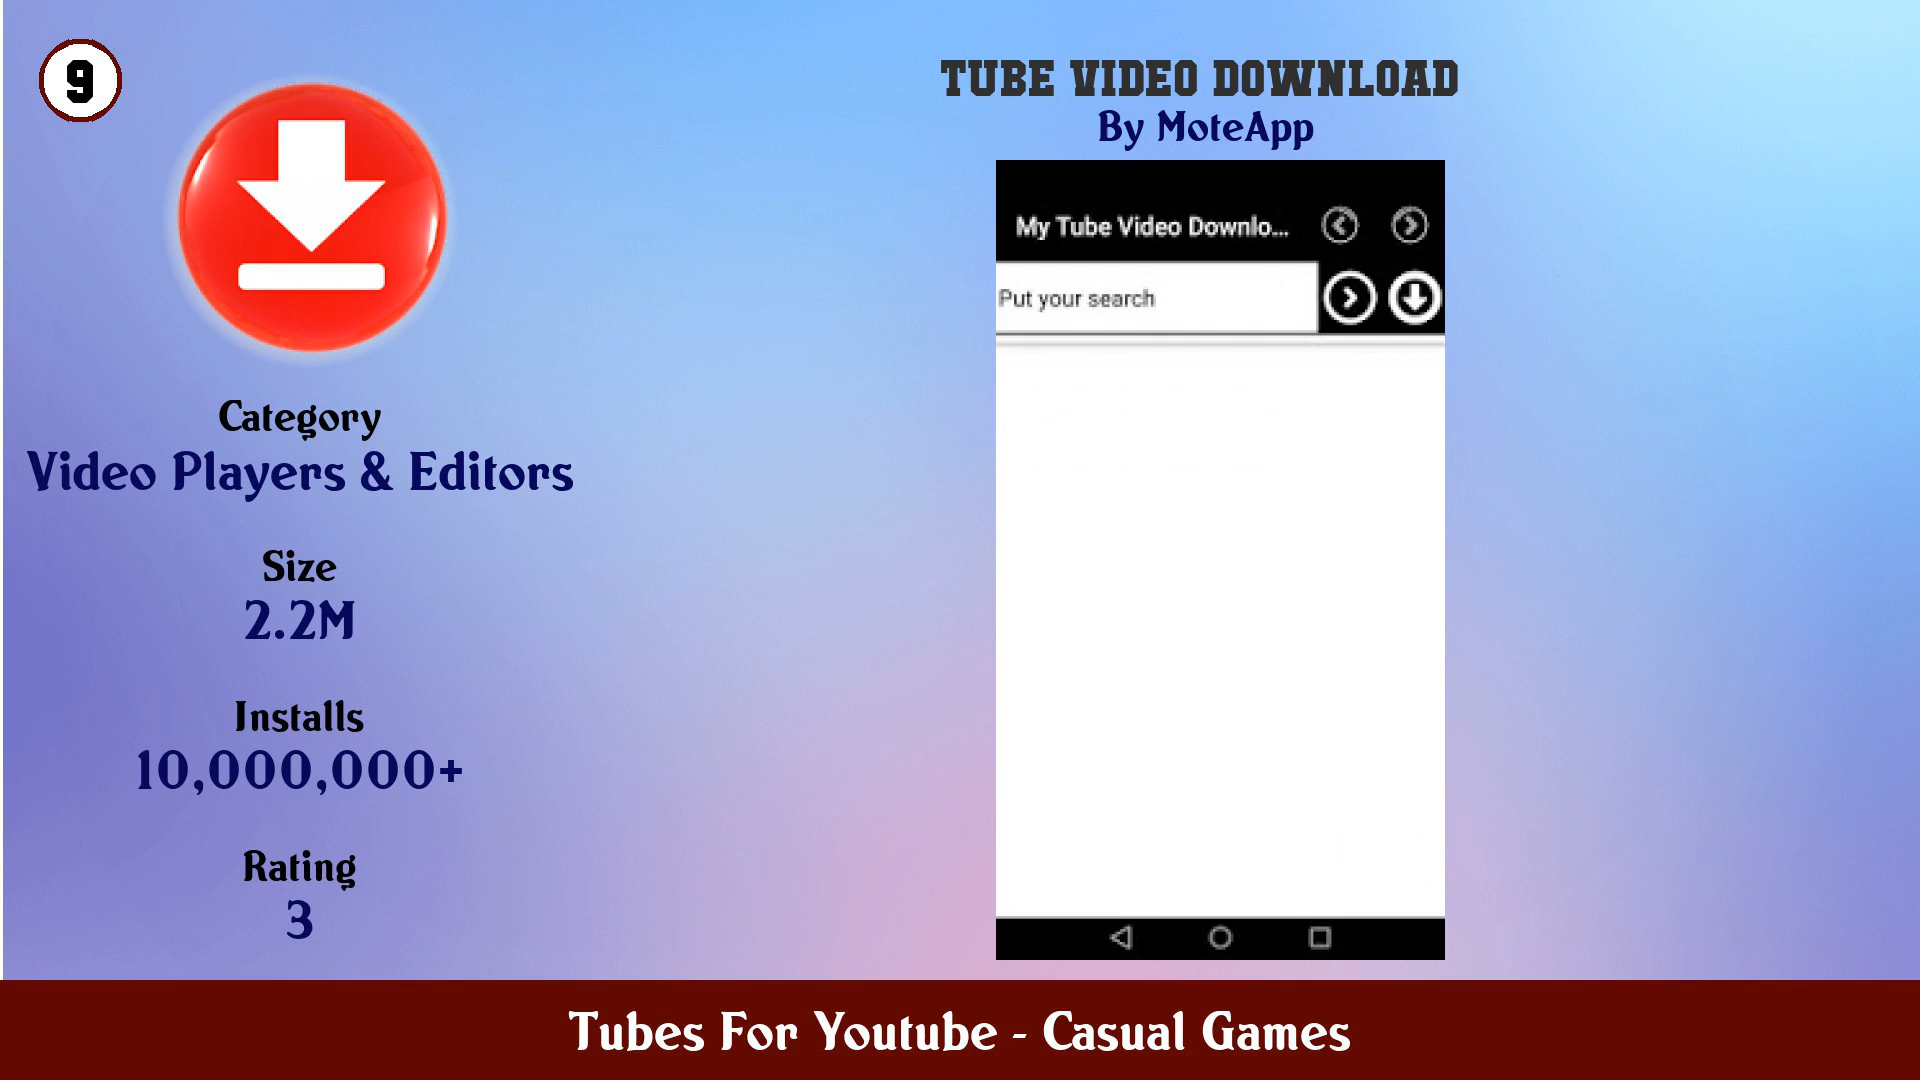 9
TUBE VIDEO DOWNLOAD
By MoteApp
My Tube Video Downlo...
Put your search
Category
Video Players & Editors
Size
2.2M
Installs
10,000,000+
Rating
3
Tubes For Youtube - Casual Games